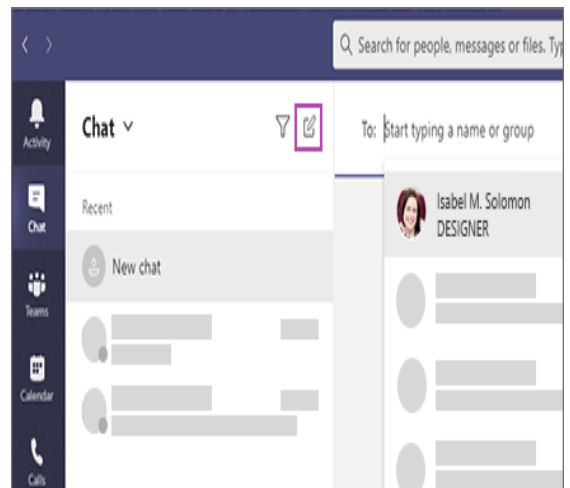 Search for people, messages or files. Typ
Activity
Chat
Teams
Calendar
Calls
Chat
Recent
New chat
To: Start typing a name or group
Isabel M. Solomon
DESIGNER